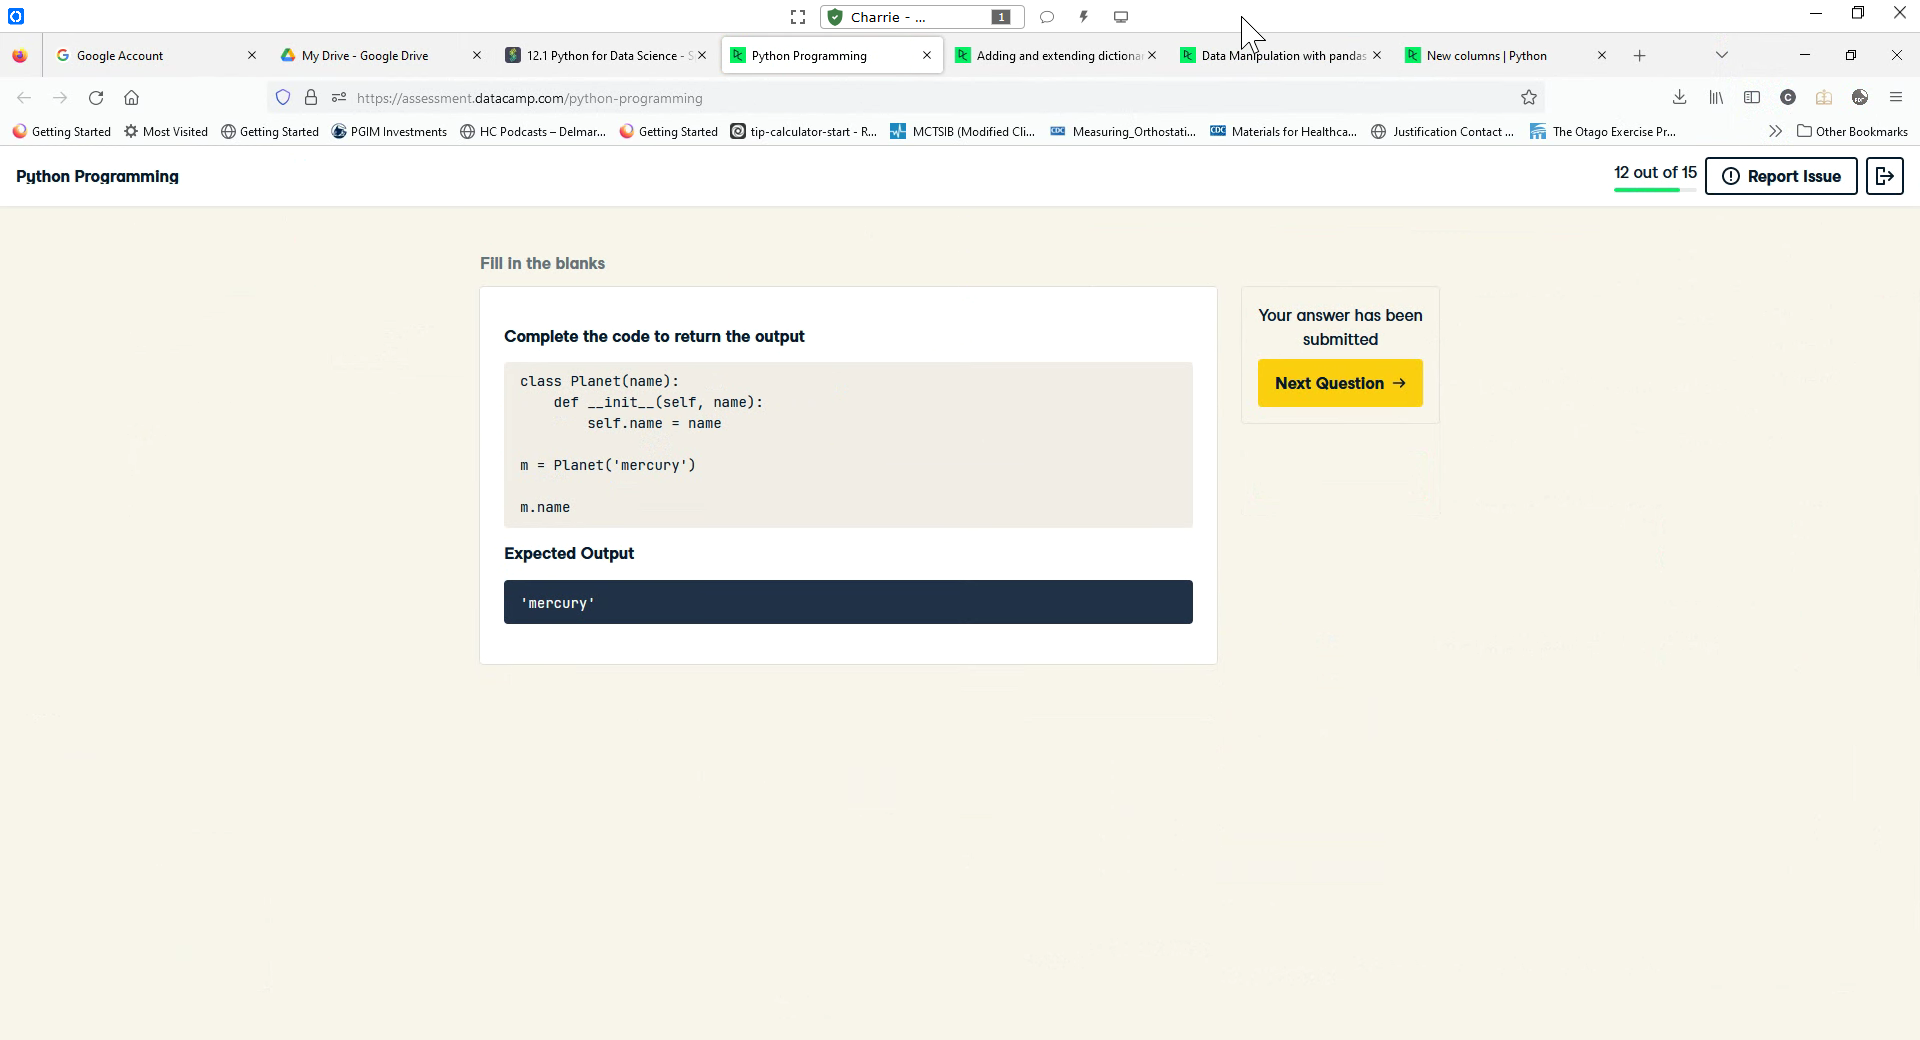 Charrie - ...
1
Google Account
My Drive - Google Drive
12.1 Python for Data Science - S
Python Programming
Adding and extending dictionar
Data Manipulation with pandas
New columns | Python
https://assessment.datacamp.com/python-programming
Getting Started
Most Visited
Getting Started
PGIM Investments
HC Podcasts – Delmar...
Getting Started
tip-calculator-start - R...
MCTSIB (Modified Cli...
Measuring_Orthostati...
Materials for Healthca...
Justification Contact ...
The Otago Exercise Pr...
Other Bookmarks
Python Programming
12 out of 15
Report Issue
Fill in the blanks
Complete the code to return the output
class Planet(name):
    def __init__(self, name):
        self.name = name
m = Planet('mercury')
m.name
Expected Output
'mercury'
Your answer has been
submitted
Next Question →